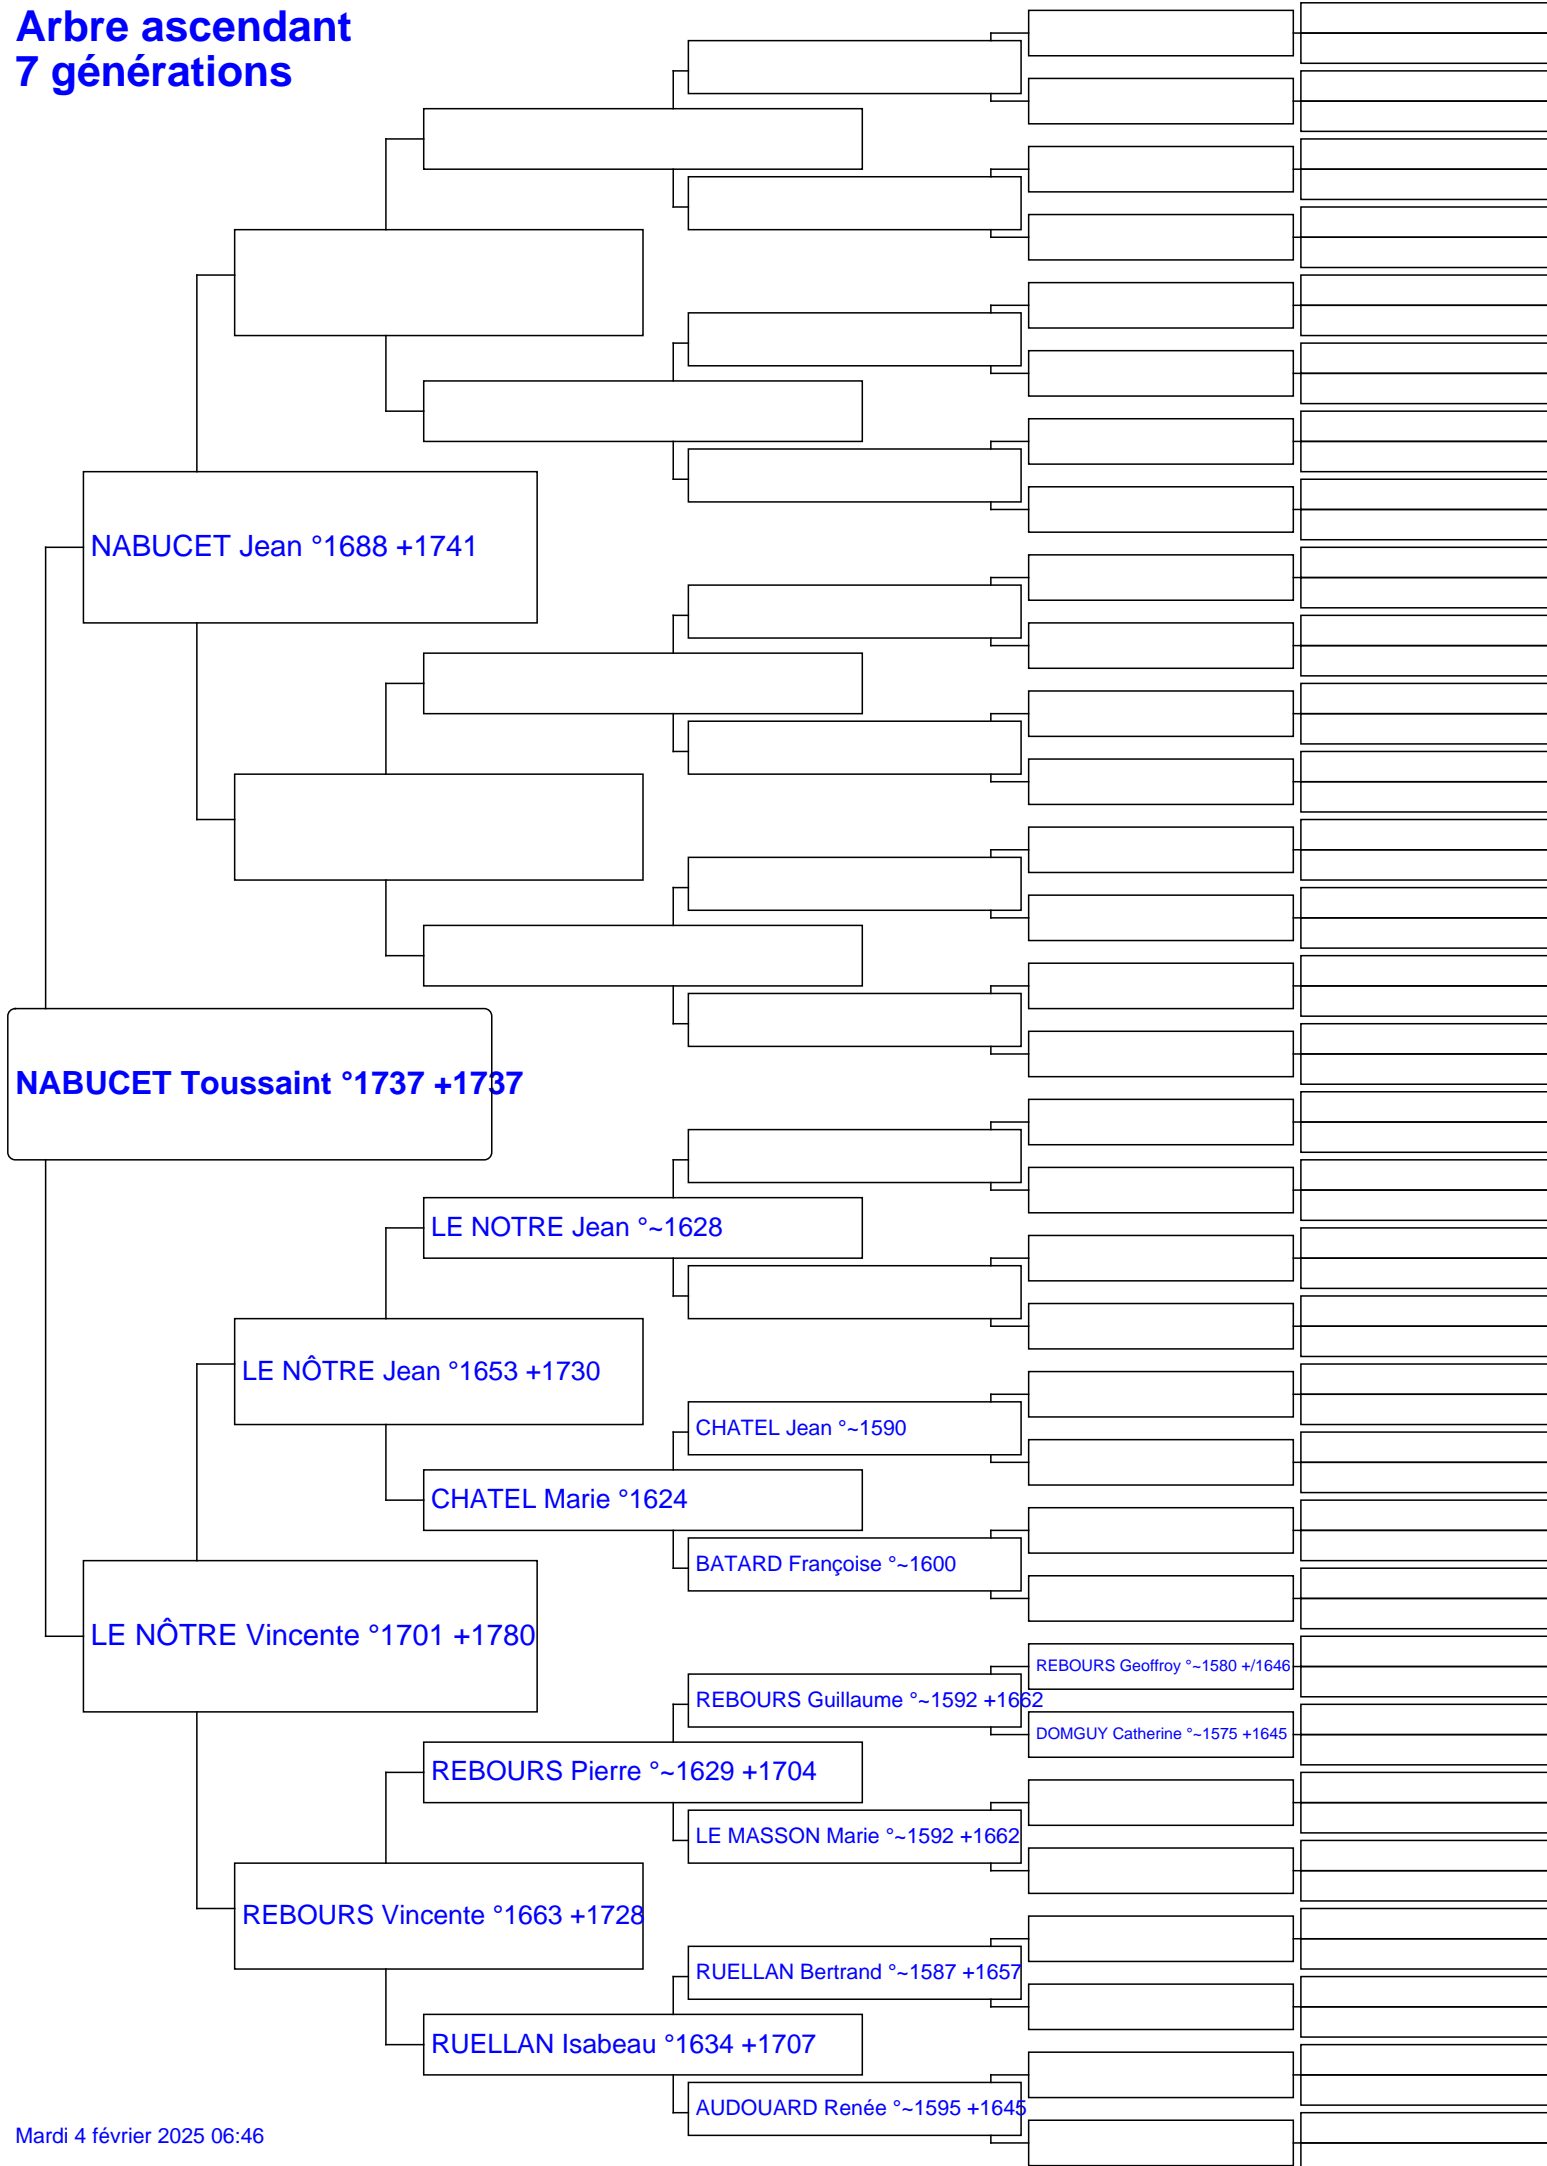 Arbre ascendant
7 générations
NABUCET Jean °1688 +1741
NABUCET Toussaint °1737 +1737
LE NOTRE Jean °~1628
LE NÔTRE Jean °1653 +1730
CHATEL Jean °~1590
CHATEL Marie °1624
BATARD Françoise °~1600
LE NÔTRE Vincente °1701 +1780
REBOURS Geoffroy °~1580 +/1646
REBOURS Guillaume °~1592 +1662
DOMGUY Catherine °~1575 +1645
REBOURS Pierre °~1629 +1704
LE MASSON Marie °~1592 +1662
REBOURS Vincente °1663 +1728
RUELLAN Bertrand °~1587 +1657
RUELLAN Isabeau °1634 +1707
AUDOUARD Renée °~1595 +1645
Mardi 4 février 2025 06:46